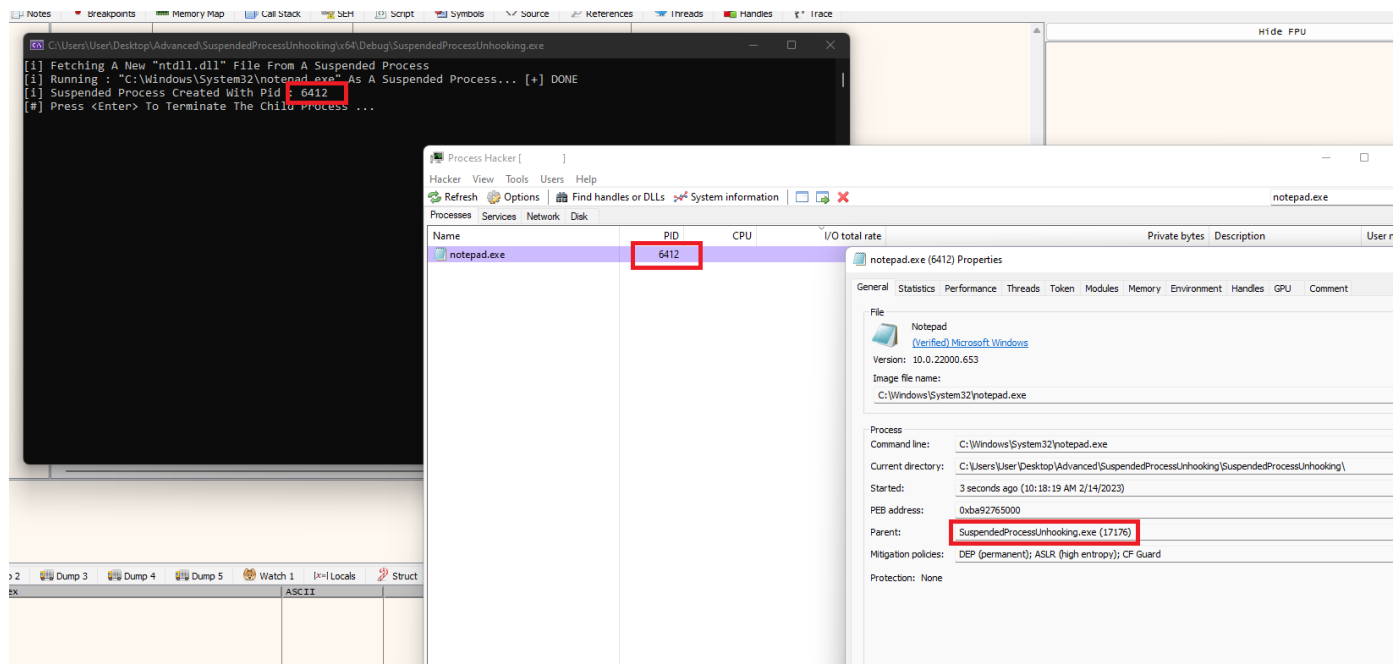 Notes Breakpoints Memory Map Call Stack SEH Script Symbols Source References Threads Handles Trace
Hide FPU
C:\Users\User\Desktop\Advanced\SuspendedProcessUnhooking\x64\Debug\SuspendedProcessUnhooking.exe
[i] Fetching A New "ntdll.dll" File From A Suspended Process
[i] Running : "C:\Windows\System32\notepad.exe" As A Suspended Process... [+] DONE
[i] Suspended Process Created With Pid : 6412
[#] Press <Enter> To Terminate The Child Process ...
Process Hacker [ ]
Hacker View Tools Users Help
Refresh Options Find handles or DLLs System information notepad.exe
Processes Services Network Disk
Name PID CPU I/O total rate Private bytes Description User
notepad.exe 6412
notepad.exe (6412) Properties
General Statistics Performance Threads Token Modules Memory Environment Handles GPU Comment
File
Notepad
(Verified) Microsoft Windows
Version: 10.0.22000.653
Image file name:
C:\Windows\System32\notepad.exe
Process
Command line: C:\Windows\System32\notepad.exe
Current directory: C:\Users\User\Desktop\Advanced\SuspendedProcessUnhooking\SuspendedProcessUnhooking\
Started: 3 seconds ago (10:18:19 AM 2/14/2023)
PEB address: 0xba92765000
Parent: SuspendedProcessUnhooking.exe (17176)
Mitigation policies: DEP (permanent); ASLR (high entropy); CF Guard
Protection: None
2 Dump 3 Dump 4 Dump 5 Watch 1 [x=] Locals Struct
ex ASCII